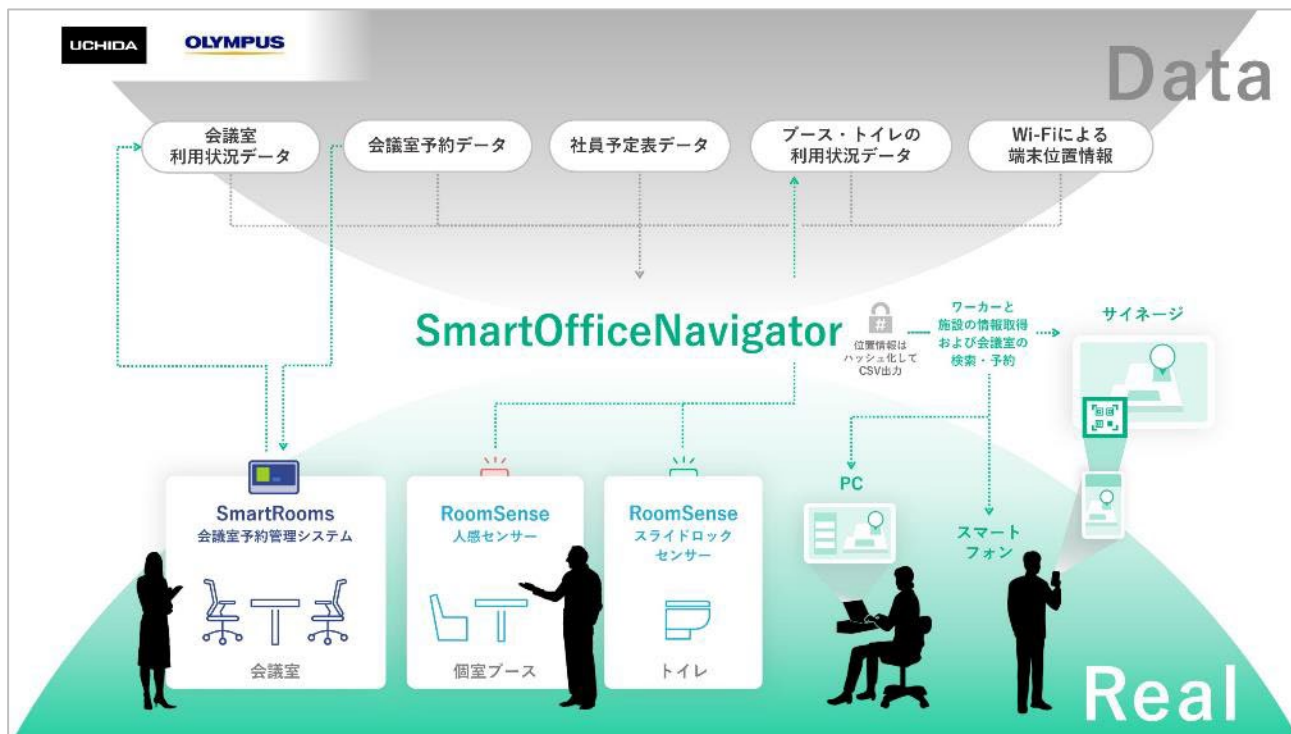 UCHIDA
OLYMPUS
Data
会議室
利用状況データ
会議室予約データ
社員予定表データ
ブース・トイレの
利用状況データ
Wi-Fiによる
端末位置情報
SmartOfficeNavigator
#
位置情報は
ハッシュ化して
CSV出力
ワーカーと
施設の情報取得
および会議室の
検索・予約
サイネージ
SmartRooms
会議室予約管理システム
会議室
RoomSense
人感センサー
個室ブース
RoomSense
スライドロック
センサー
トイレ
PC
スマート
フォン
Real